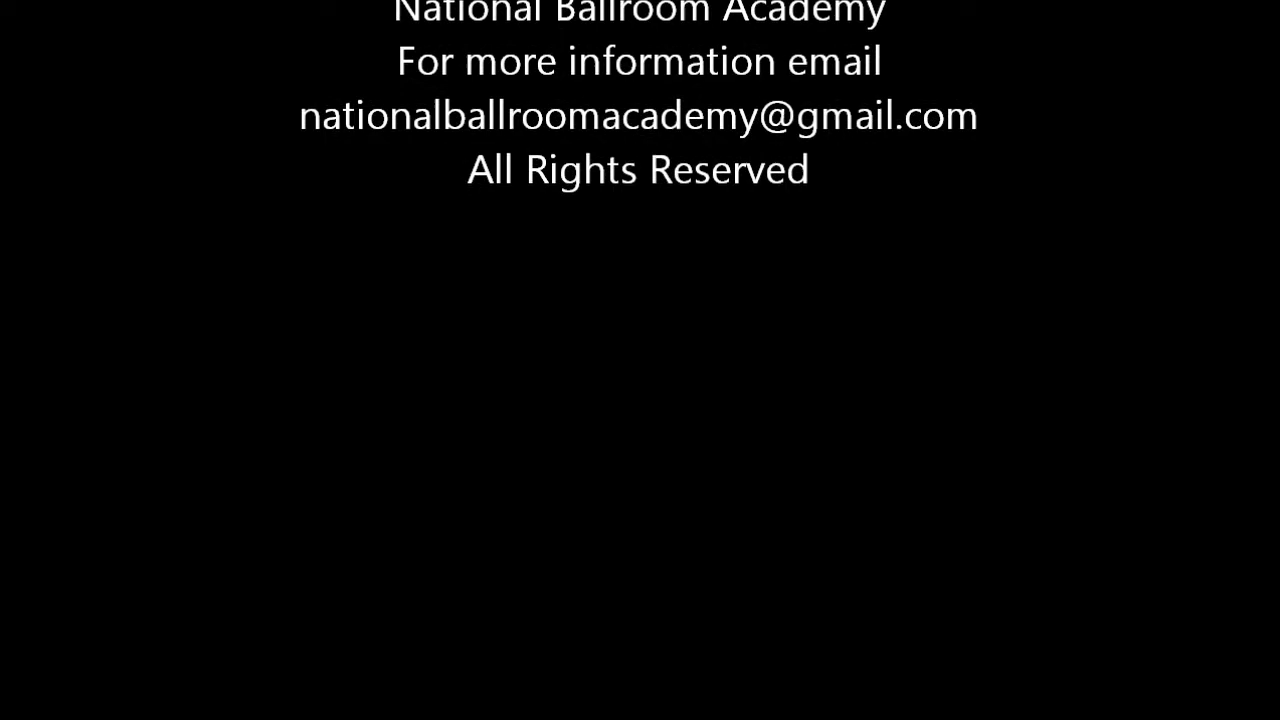 National Ballroom Academy
For more information email
nationalballroomacademy@gmail.com
All Rights Reserved